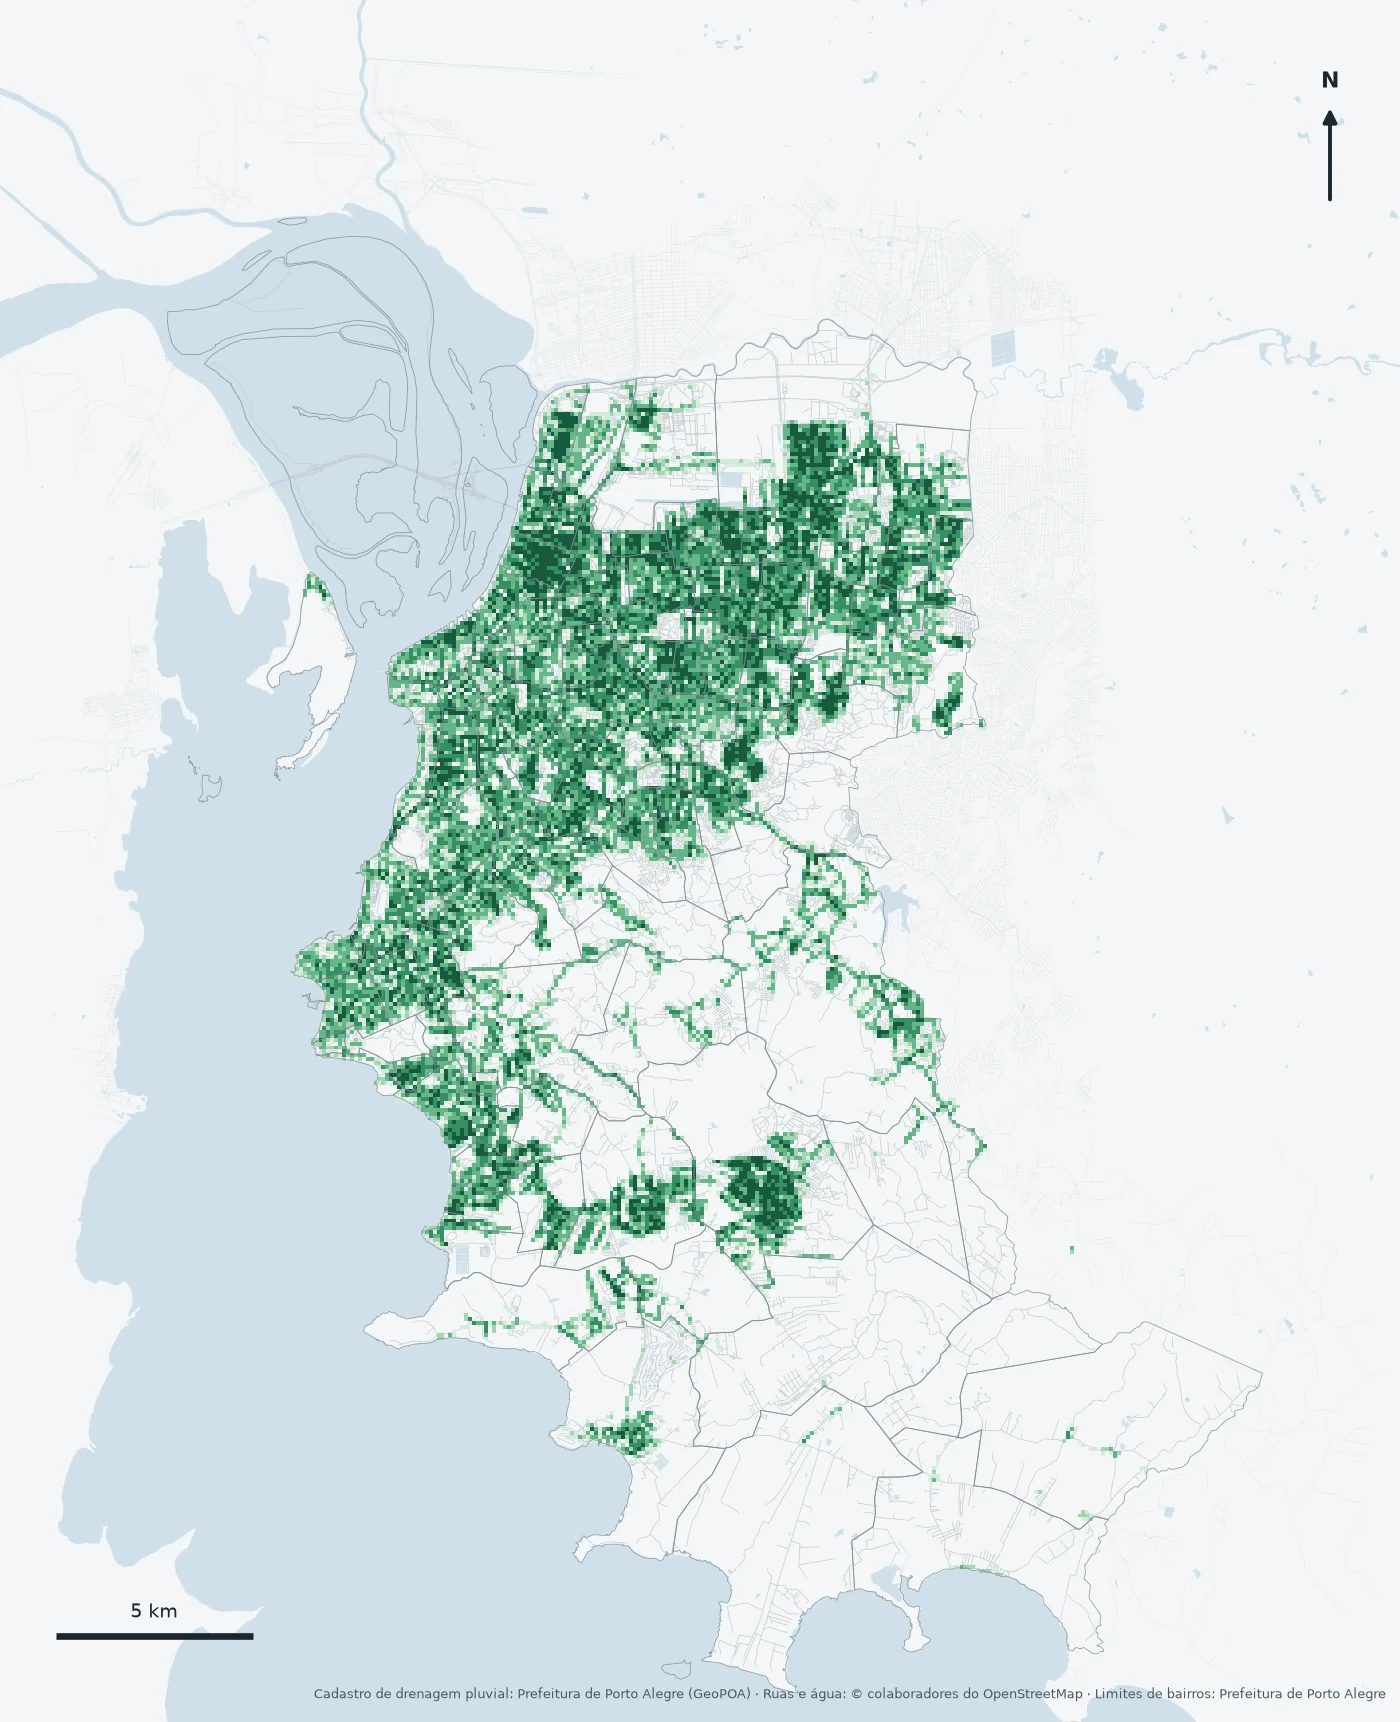 N
5 km
Cadastro de drenagem pluvial: Prefeitura de Porto Alegre (GeoPOA) · Ruas e água: © colaboradores do OpenStreetMap · Limites de bairros: Prefeitura de Porto Alegre